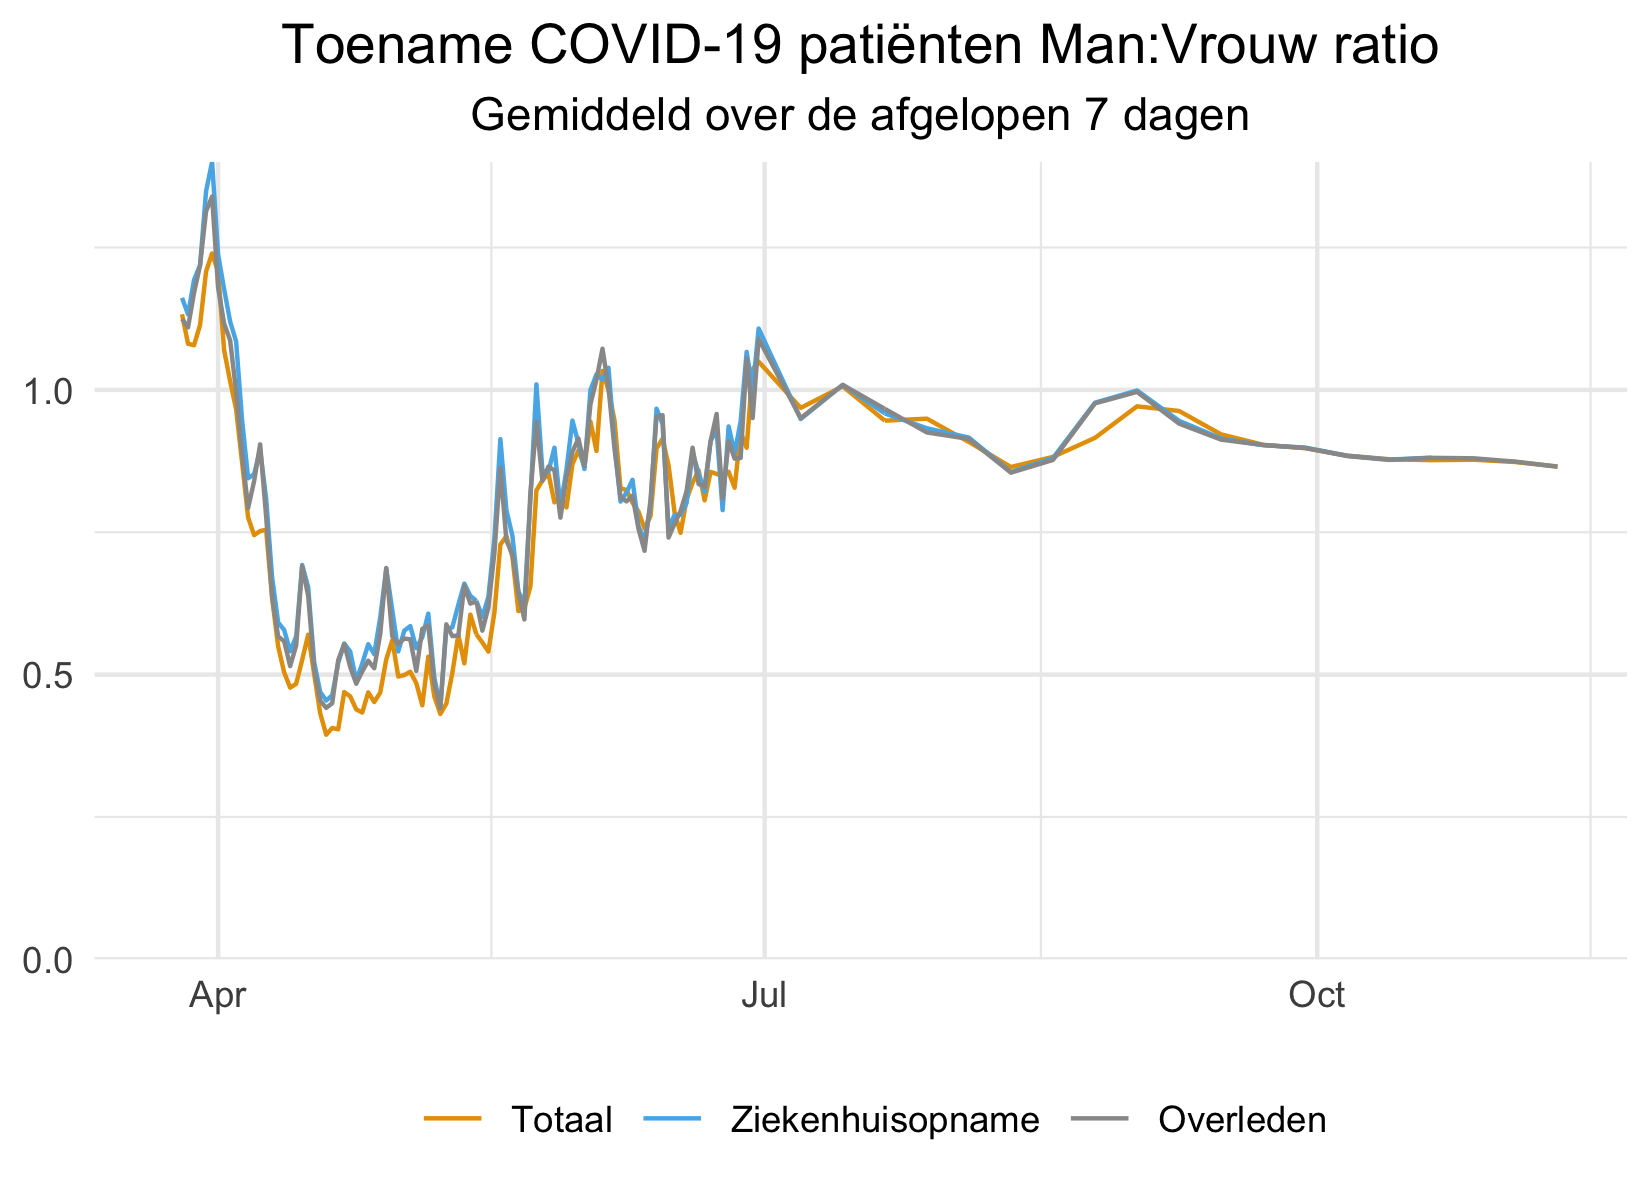 Toename COVID-19 patiënten Man:Vrouw ratio
Gemiddeld over de afgelopen 7 dagen
1.0
0.5
0.0
Apr Jul Oct
Totaal Ziekenhuisopname Overleden